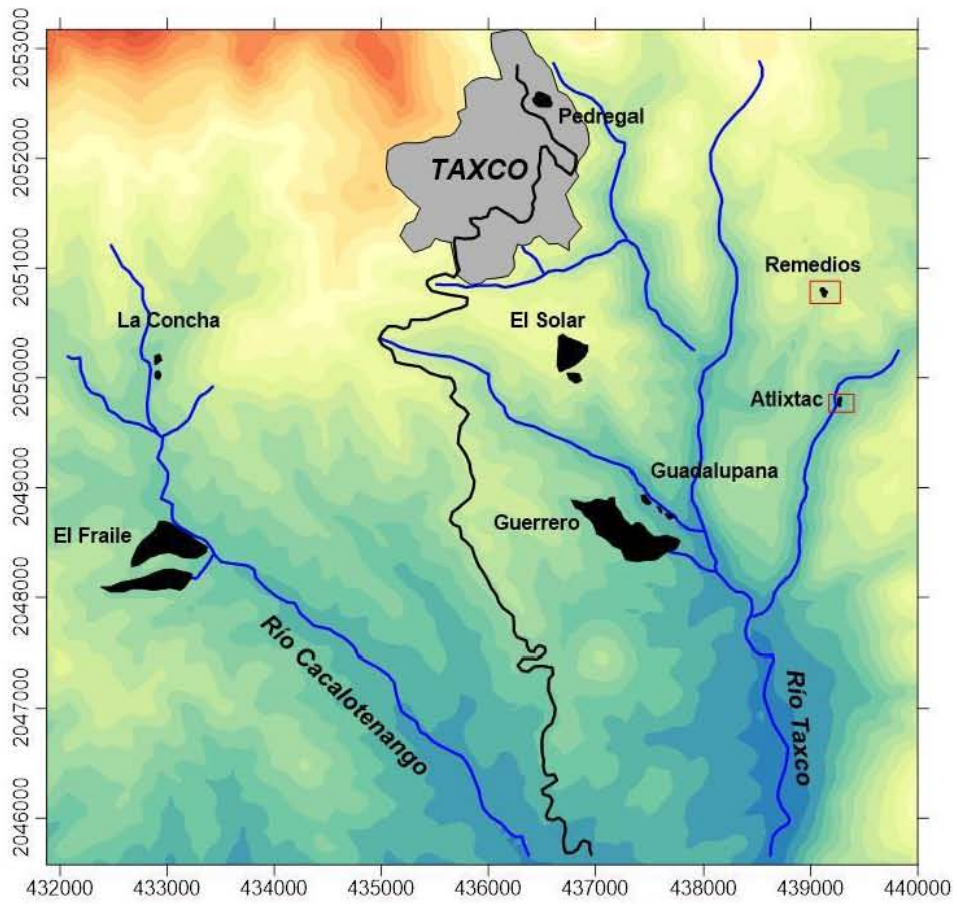 2053000
2052000
2051000
2050000
2049000
2048000
2047000
2046000
Pedregal
TAXCO
Remedios
La Concha
El Solar
Atlixtac
Guadalupana
Guerrero
El Fraile
Río Cacalotenango
Río Taxco
432000 433000 434000 435000 436000 437000 438000 439000 440000